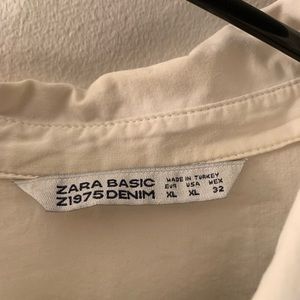 ZARA BASIC
Z1975 DENIM
MADE IN TURKEY
EUR USA MEX
XL XL 32